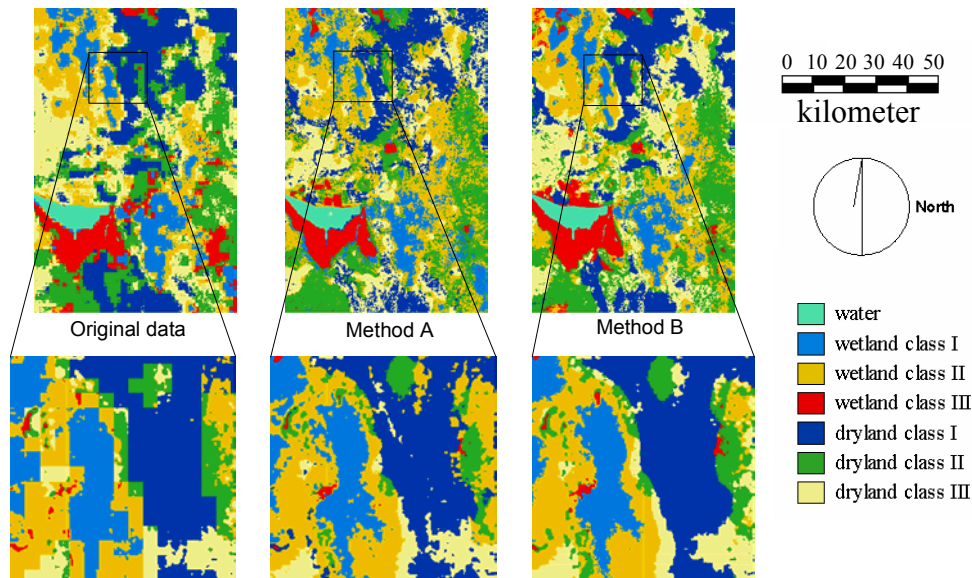 0 10 20 30 40 50
kilometer
North
Original data
Method A
Method B
water
wetland class I
wetland class II
wetland class III
dryland class I
dryland class II
dryland class III